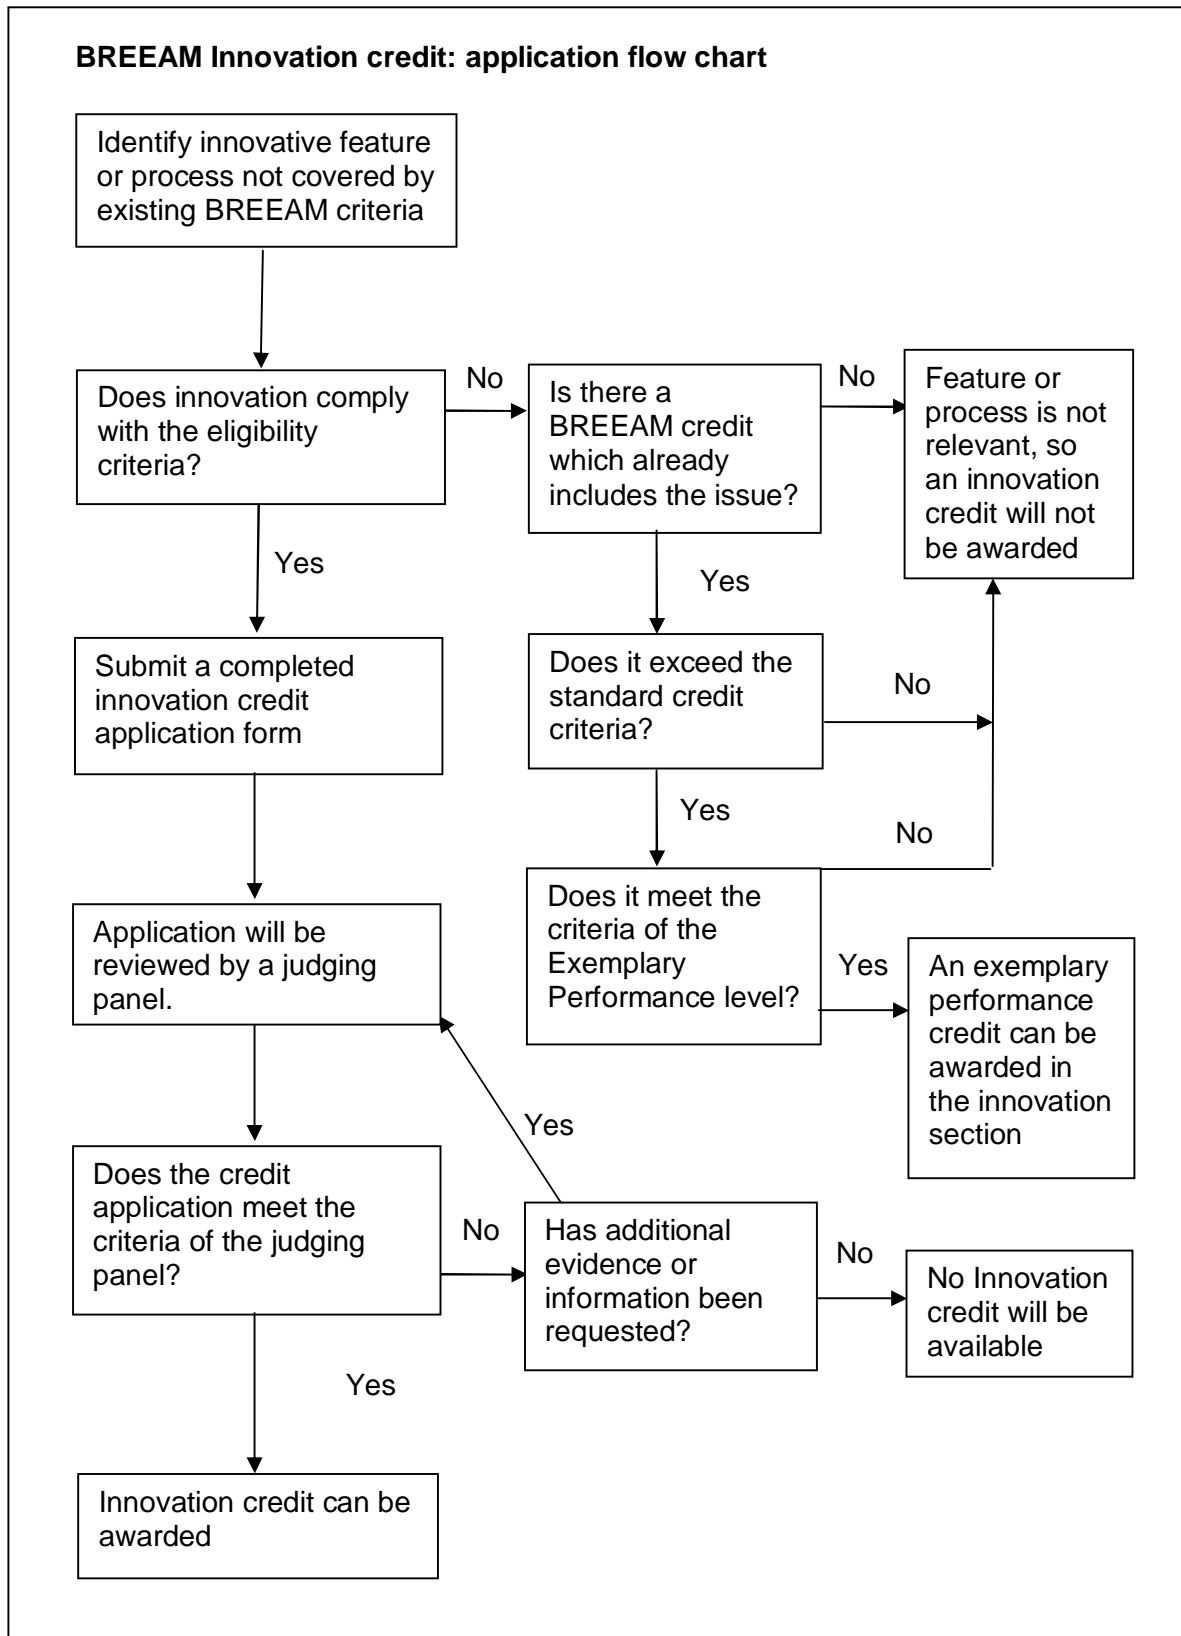 BREEAM Innovation credit: application flow chart
Identify innovative feature
or process not covered by
existing BREEAM criteria
Does innovation comply
with the eligibility
criteria?
No
Is there a
BREEAM credit
which already
includes the issue?
No
Feature or
process is not
relevant, so
an innovation
credit will not
be awarded
Yes
Yes
Submit a completed
innovation credit
application form
Does it exceed the
standard credit
criteria?
No
Yes
No
Application will be
reviewed by a judging
panel.
Does it meet the
criteria of the
Exemplary
Performance level?
Yes
An exemplary
performance
credit can be
awarded in
the innovation
section
Yes
Does the credit
application meet the
criteria of the judging
panel?
No
Has additional
evidence or
information been
requested?
No
No Innovation
credit will be
available
Yes
Innovation credit can be
awarded